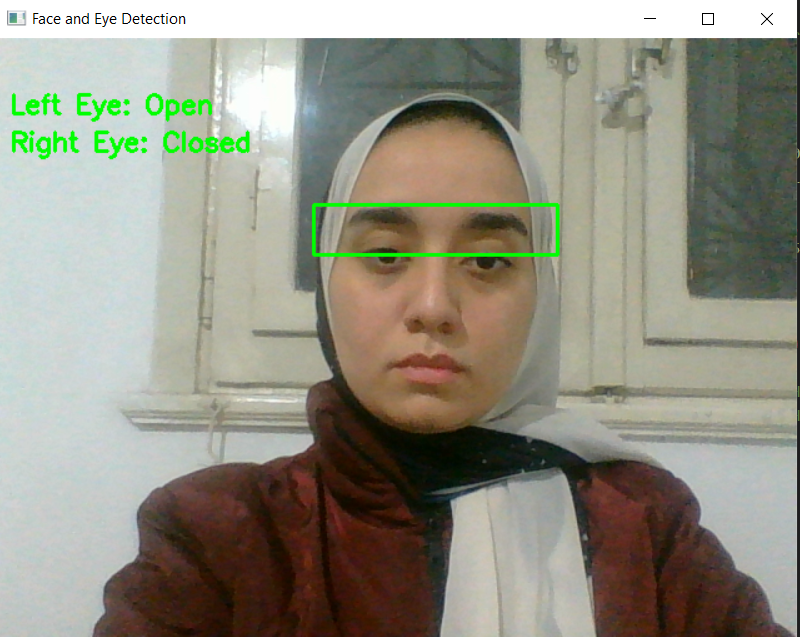 Face and Eye Detection
Left Eye: Open
Right Eye: Closed